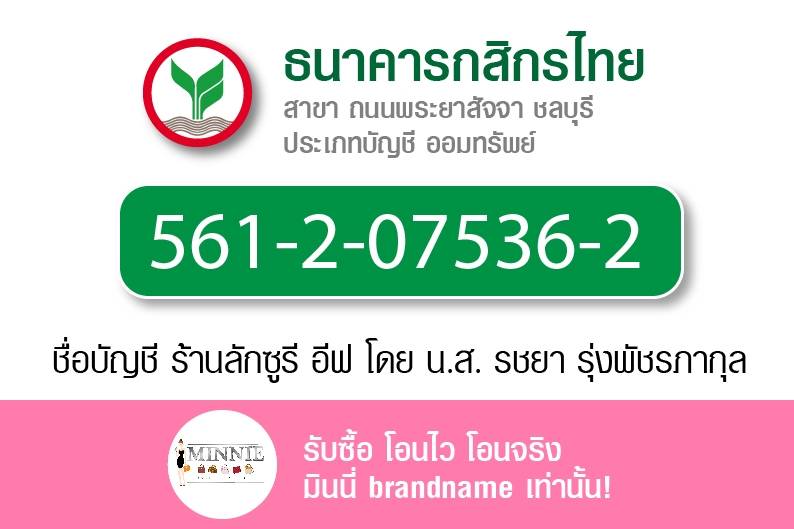 ธนาคารกสิกรไทย
สาขา ถนนพระยาสัจจา ชลบุรี
ประเภทบัญชี ออมทรัพย์
561-2-07536-2
ชื่อบัญชี ร้านลักซูรี อีฟ โดย น.ส. รชยา รุ่งพัชรภากุล
MINNIE
รับซื้อ โอนไว โอนจริง
มินนี่ brandname เท่านั้น!